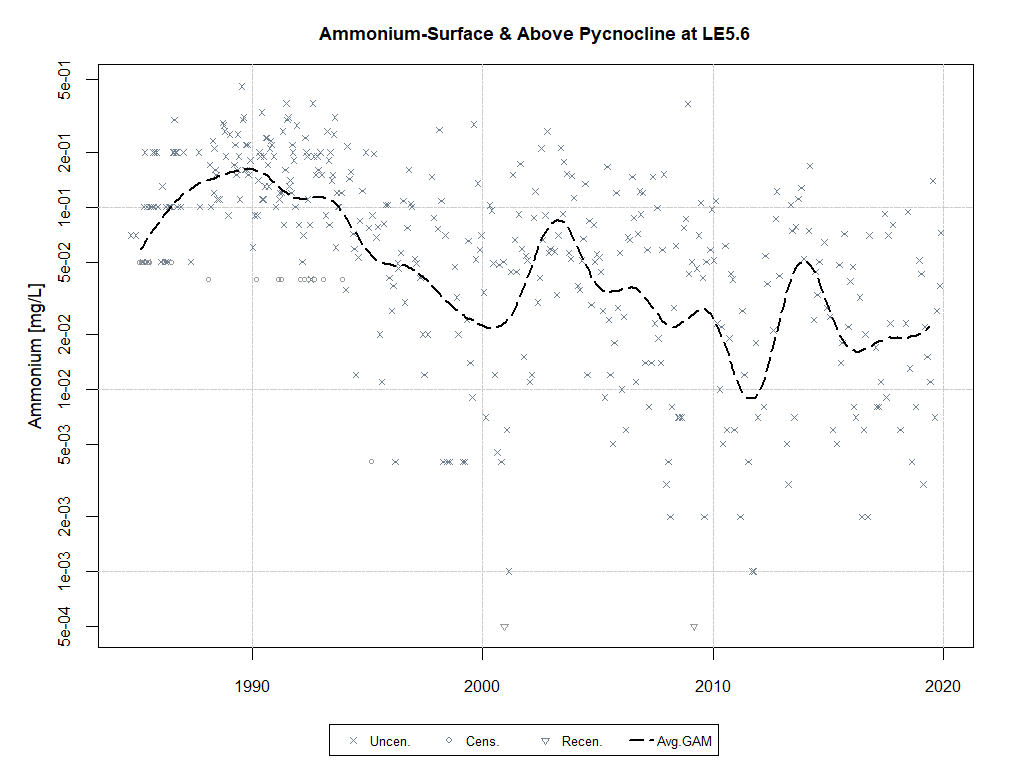 Ammonium-Surface & Above Pycnocline at LE5.6
Ammonium [mg/L]
5e-01
2e-01
1e-01
5e-02
2e-02
1e-02
5e-03
2e-03
1e-03
5e-04
1990 2000 2010 2020
Uncen. Cens. Recen. Avg.GAM